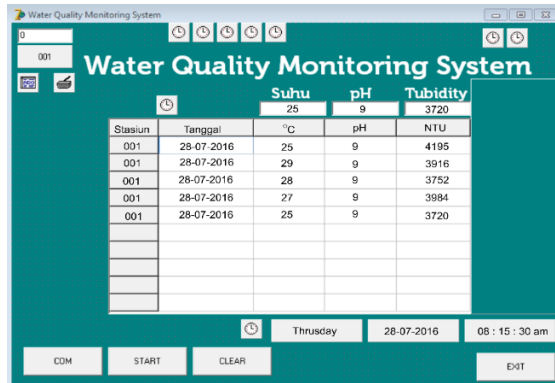 Water Quality Monitoring System
0
001
Water Quality Monitoring System
Suhu pH Tubidity
25 9 3720
Stasiun Tanggal °C pH NTU
001 28-07-2016 25 9 4195
001 28-07-2016 29 9 3916
001 28-07-2016 28 9 3752
001 28-07-2016 27 9 3984
001 28-07-2016 25 9 3720
Thrusday 28-07-2016 08 : 15 : 30 am
COM START CLEAR EXIT